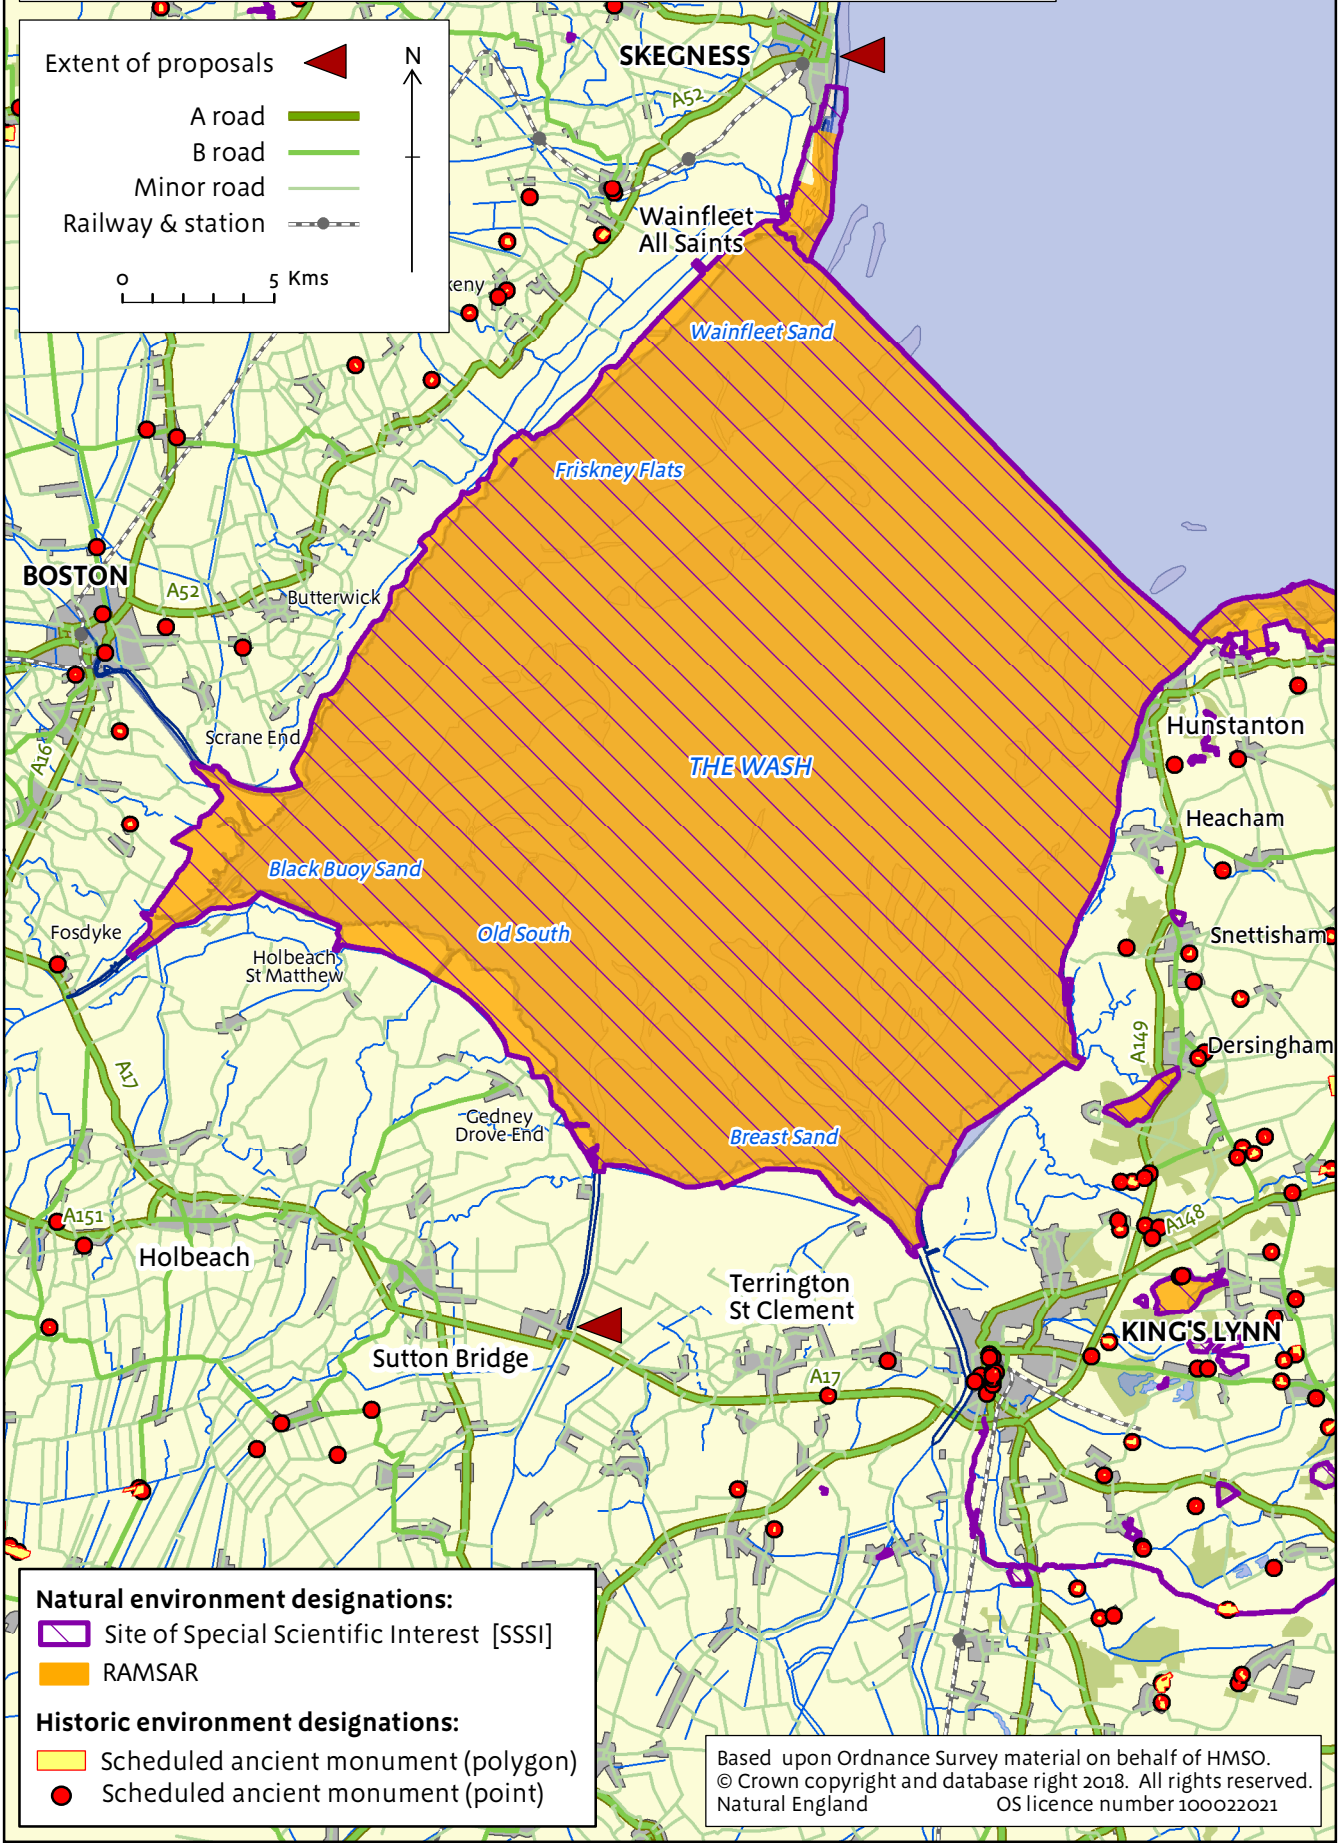 Extent of proposals
N
A road
B road
Minor road
Railway & station
0 5 Kms
SKEGNESS
A52
Wainfleet
All Saints
keny
Wainfleet Sand
Friskney Flats
BOSTON
A52
Butterwick
Scrane End
A16
THE WASH
Hunstanton
Heacham
Black Buoy Sand
Old South
Fosdyke
Holbeach
St Matthew
Snettisham
A149
Dersingham
A17
Gedney
Drove End
Breast Sand
A151
Holbeach
A148
Terrington
St Clement
KING'S LYNN
Sutton Bridge
A17
Natural environment designations:
Site of Special Scientific Interest [SSSI]
RAMSAR
Historic environment designations:
Scheduled ancient monument (polygon)
Scheduled ancient monument (point)
Based upon Ordnance Survey material on behalf of HMSO.
© Crown copyright and database right 2018. All rights reserved.
Natural England OS licence number 100022021